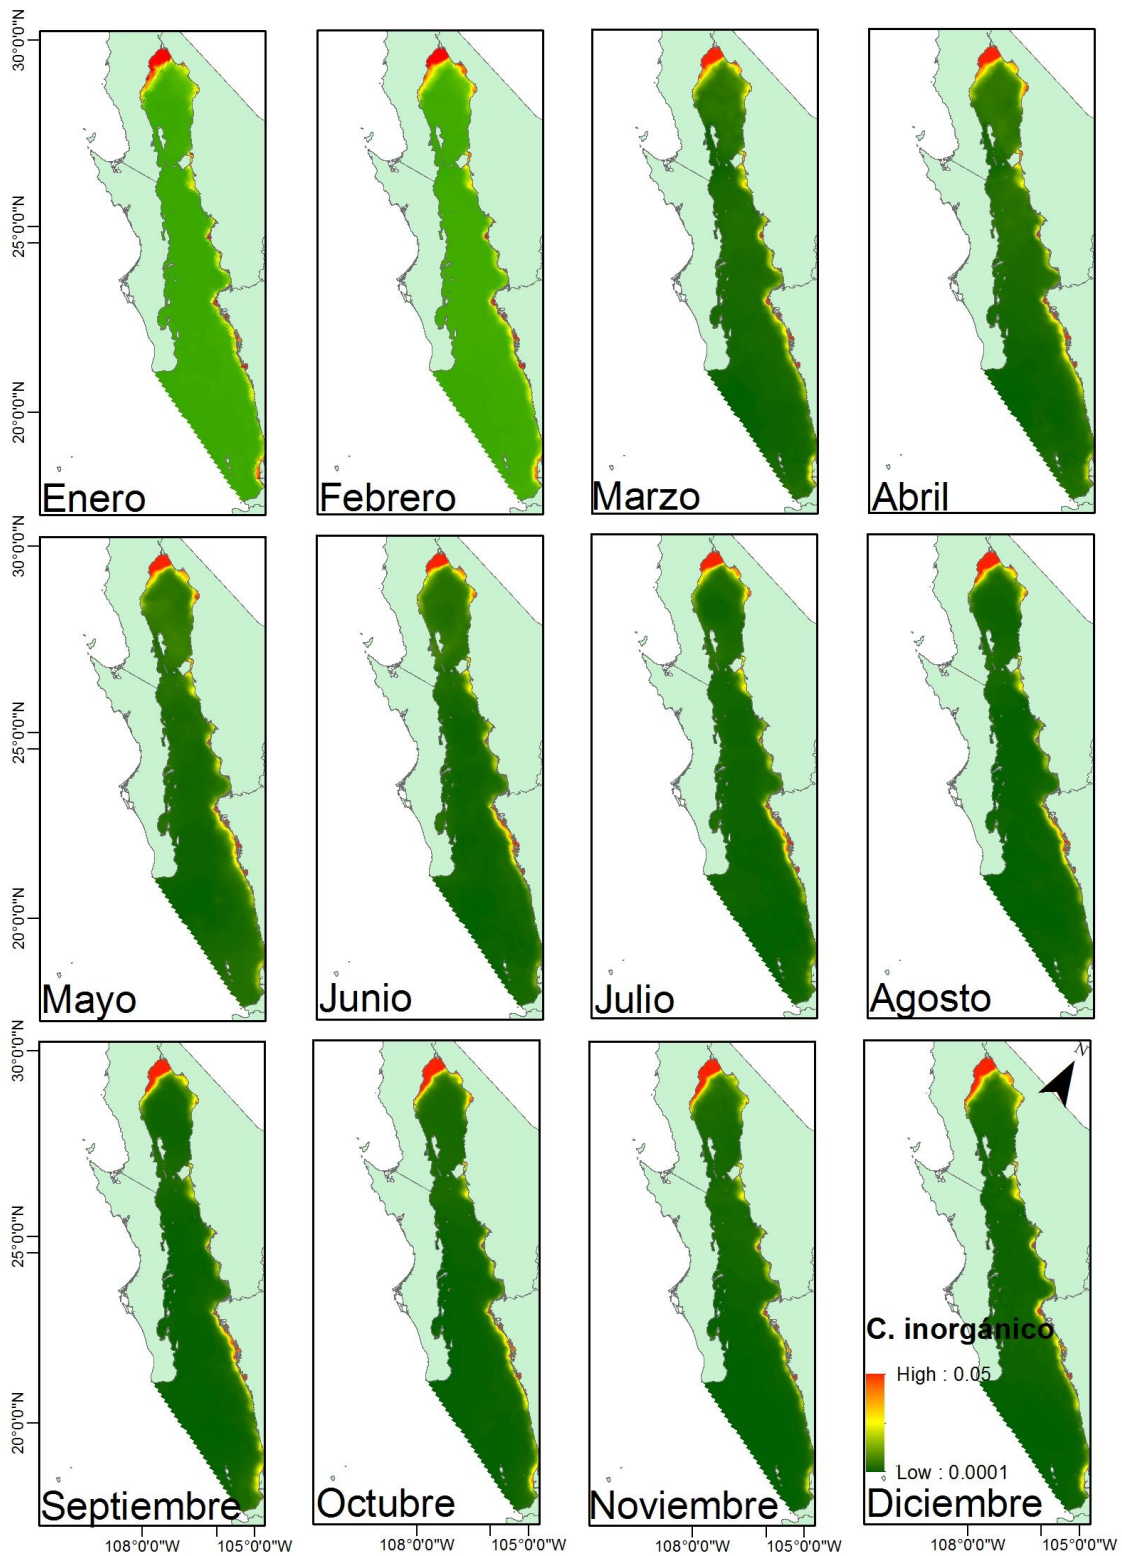 30°0'0"N
25°0'0"N
20°0'0"N
Enero
Febrero
Marzo
Abril
30°0'0"N
25°0'0"N
20°0'0"N
Mayo
Junio
Julio
Agosto
30°0'0"N
25°0'0"N
20°0'0"N
N
C. inorgánico
High : 0.05
Low : 0.0001
Septiembre
Octubre
Noviembre
Diciembre
108°0'0"W
105°0'0"W
108°0'0"W
105°0'0"W
108°0'0"W
105°0'0"W
108°0'0"W
105°0'0"W